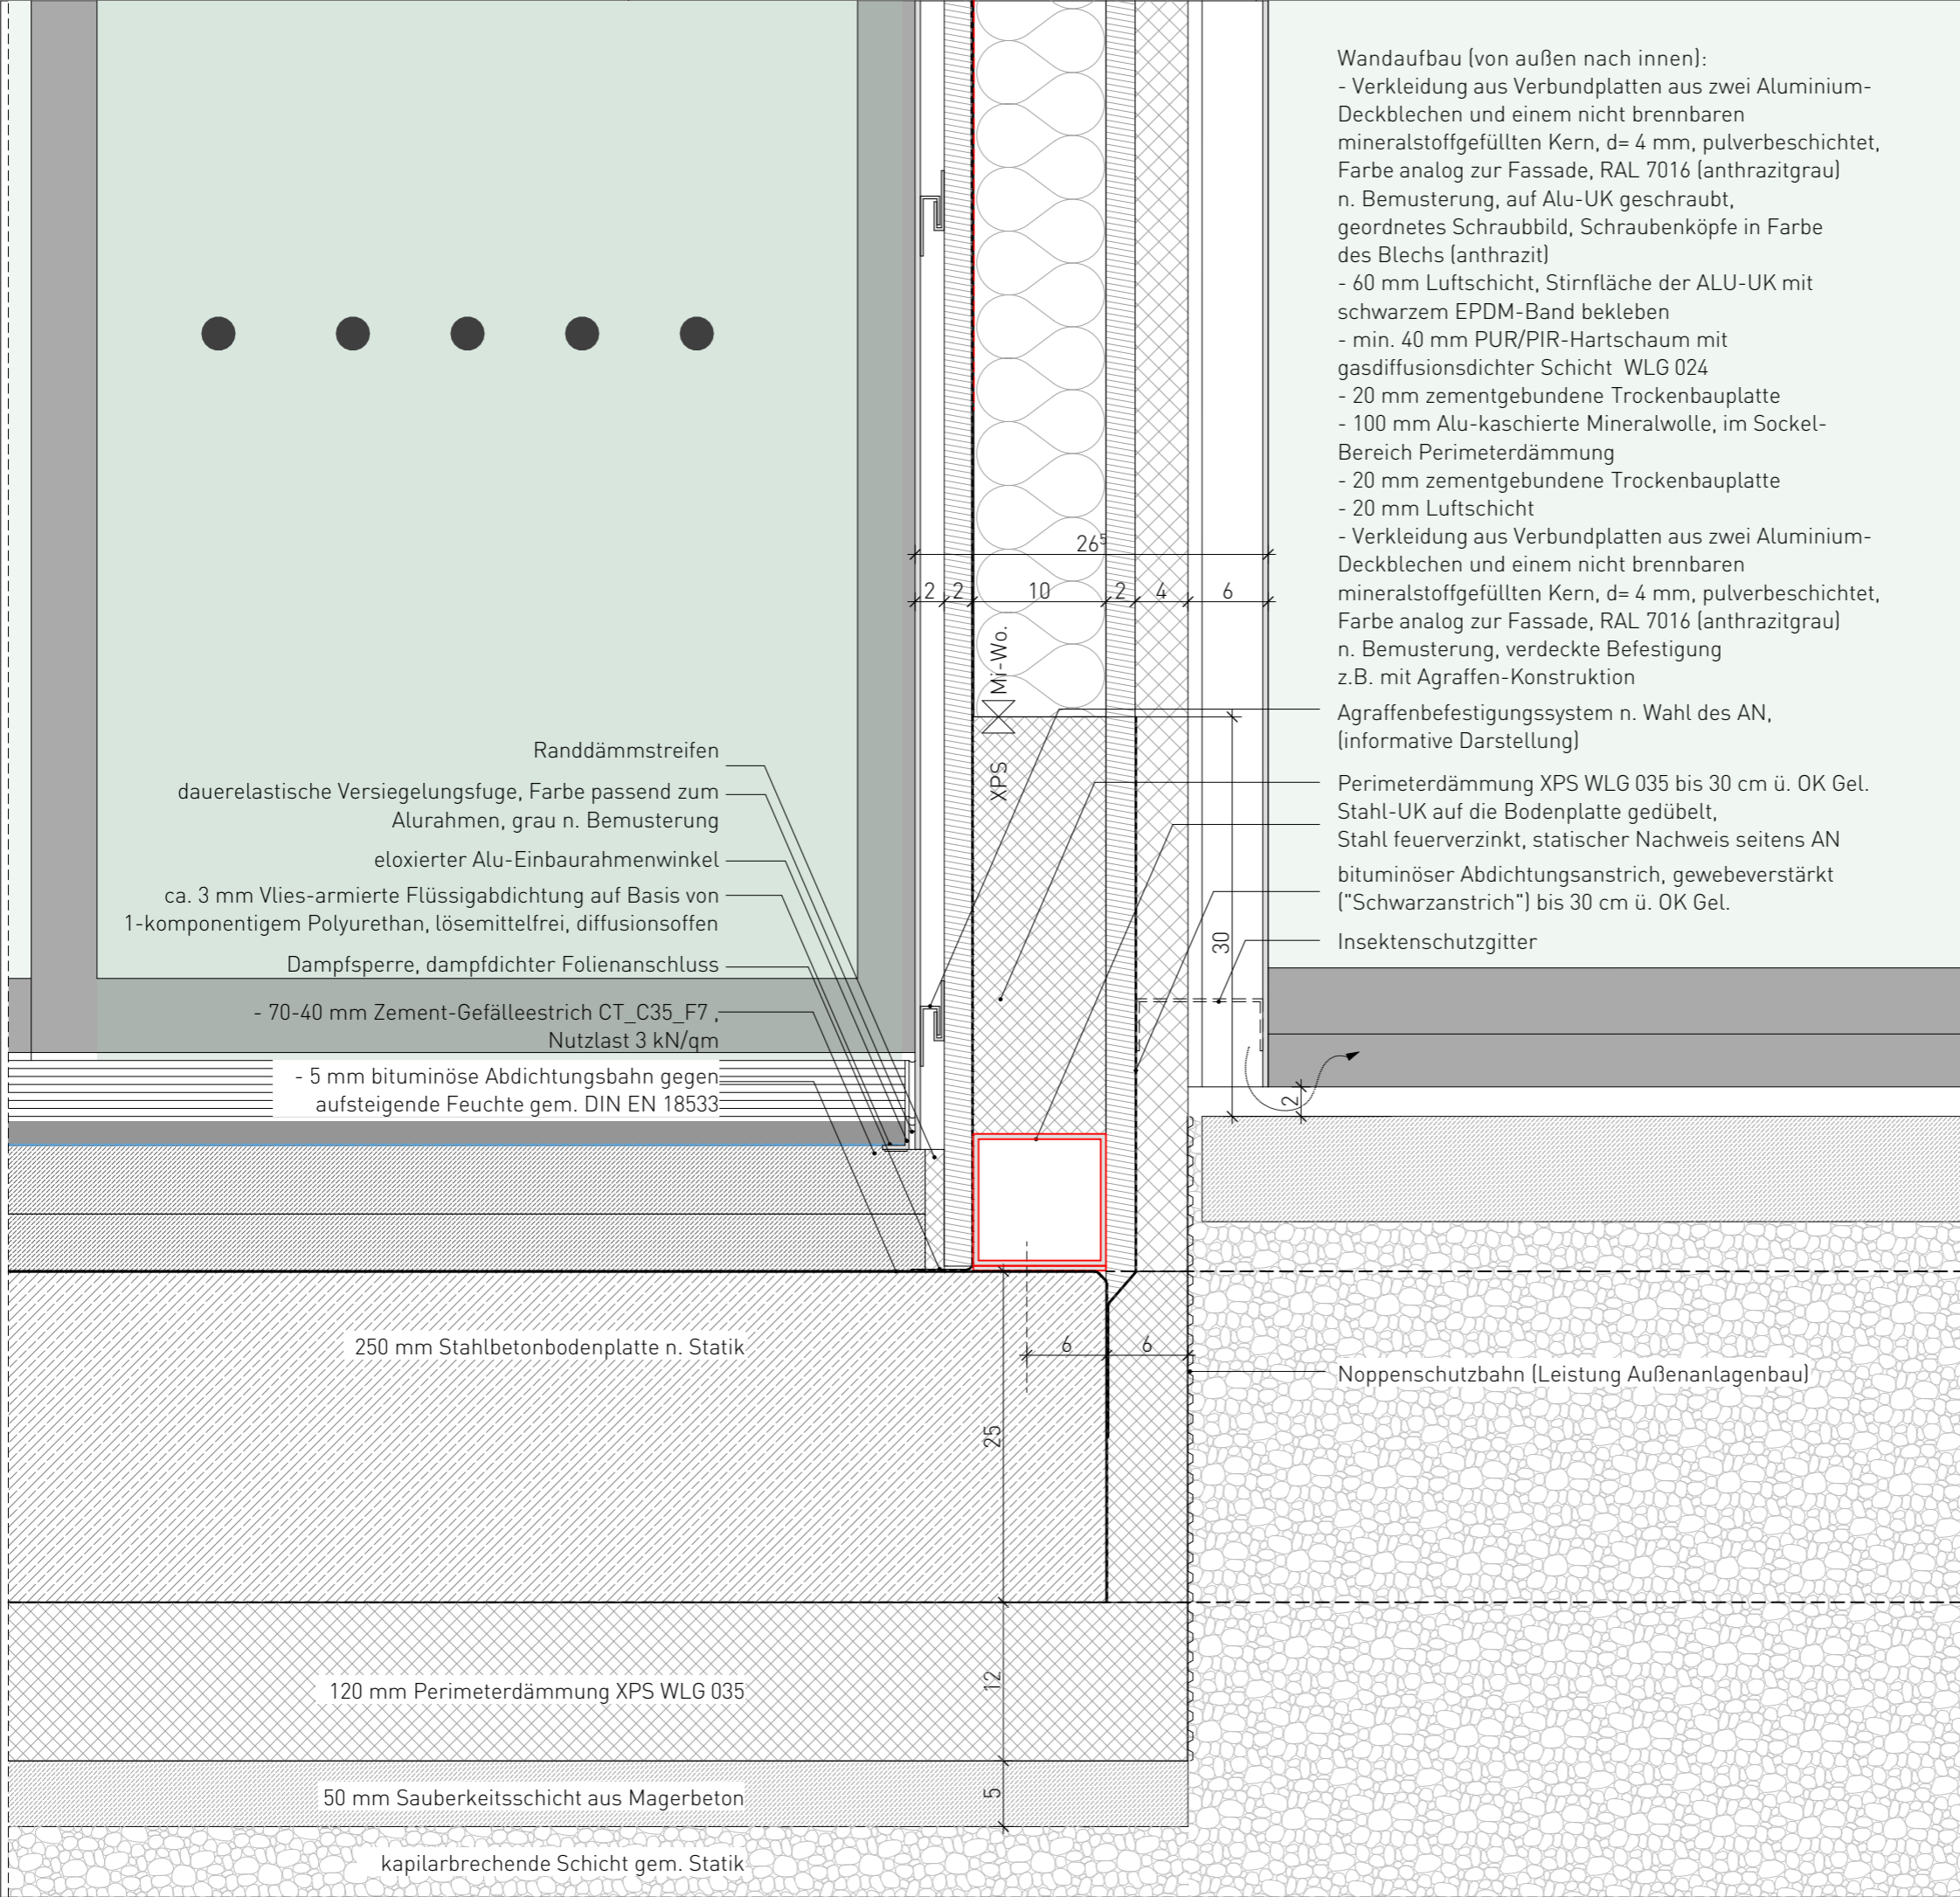 Wandaufbau (von außen nach innen):
- Verkleidung aus Verbundplatten aus zwei Aluminium-
Deckblechen und einem nicht brennbaren
mineralstoffgefüllten Kern, d= 4 mm, pulverbeschichtet,
Farbe analog zur Fassade, RAL 7016 (anthrazitgrau)
n. Bemusterung, auf Alu-UK geschraubt,
geordnetes Schraubbild, Schraubenköpfe in Farbe
des Blechs (anthrazit)
- 60 mm Luftschicht, Stirnfläche der ALU-UK mit
schwarzem EPDM-Band bekleben
- min. 40 mm PUR/PIR-Hartschaum mit
gasdiffusionsdichter Schicht WLG 024
- 20 mm zementgebundene Trockenbauplatte
- 100 mm Alu-kaschierte Mineralwolle, im Sockel-
Bereich Perimeterdämmung
- 20 mm zementgebundene Trockenbauplatte
- 20 mm Luftschicht
- Verkleidung aus Verbundplatten aus zwei Aluminium-
Deckblechen und einem nicht brennbaren
mineralstoffgefüllten Kern, d= 4 mm, pulverbeschichtet,
Farbe analog zur Fassade, RAL 7016 (anthrazitgrau)
n. Bemusterung, verdeckte Befestigung
z.B. mit Agraffen-Konstruktion
Agraffenbefestigungssystem n. Wahl des AN,
(informative Darstellung)
Perimeterdämmung XPS WLG 035 bis 30 cm ü. OK Gel.
Stahl-UK auf die Bodenplatte gedübelt,
Stahl feuerverzinkt, statischer Nachweis seitens AN
bituminöser Abdichtungsanstrich, gewebeverstärkt
("Schwarzanstrich") bis 30 cm ü. OK Gel.
Insektenschutzgitter
Noppenschutzbahn (Leistung Außenanlagenbau)
26⁵
2 2 10 2 4 6
Mi-Wo.
XPS
30
2
6 6
25
12
5
Randdämmstreifen
dauerelastische Versiegelungsfuge, Farbe passend zum
Alurahmen, grau n. Bemusterung
eloxierter Alu-Einbaurahmenwinkel
ca. 3 mm Vlies-armierte Flüssigabdichtung auf Basis von
1-komponentigem Polyurethan, lösemittelfrei, diffusionsoffen
Dampfsperre, dampfdichter Folienanschluss
- 70-40 mm Zement-Gefälleestrich CT_C35_F7 ,
Nutzlast 3 kN/qm
- 5 mm bituminöse Abdichtungsbahn gegen
aufsteigende Feuchte gem. DIN EN 18533
250 mm Stahlbetonbodenplatte n. Statik
120 mm Perimeterdämmung XPS WLG 035
50 mm Sauberkeitsschicht aus Magerbeton
kapilarbrechende Schicht gem. Statik